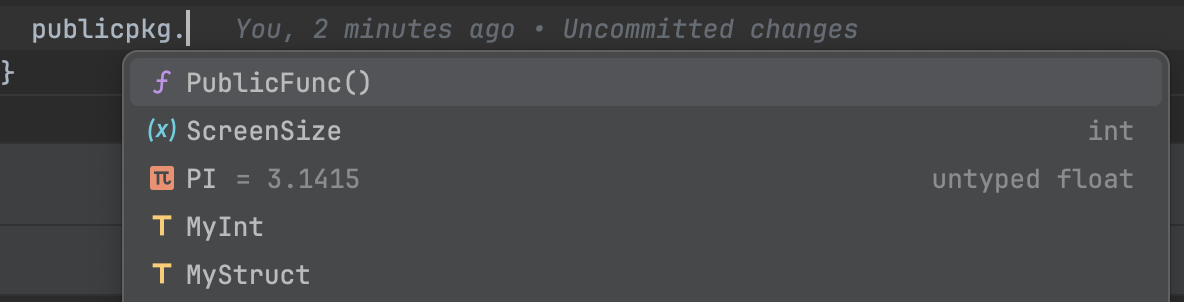 publicpkg. You, 2 minutes ago • Uncommitted changes
}
f PublicFunc()
(x) ScreenSize int
π PI = 3.1415 untyped float
T MyInt
T MyStruct